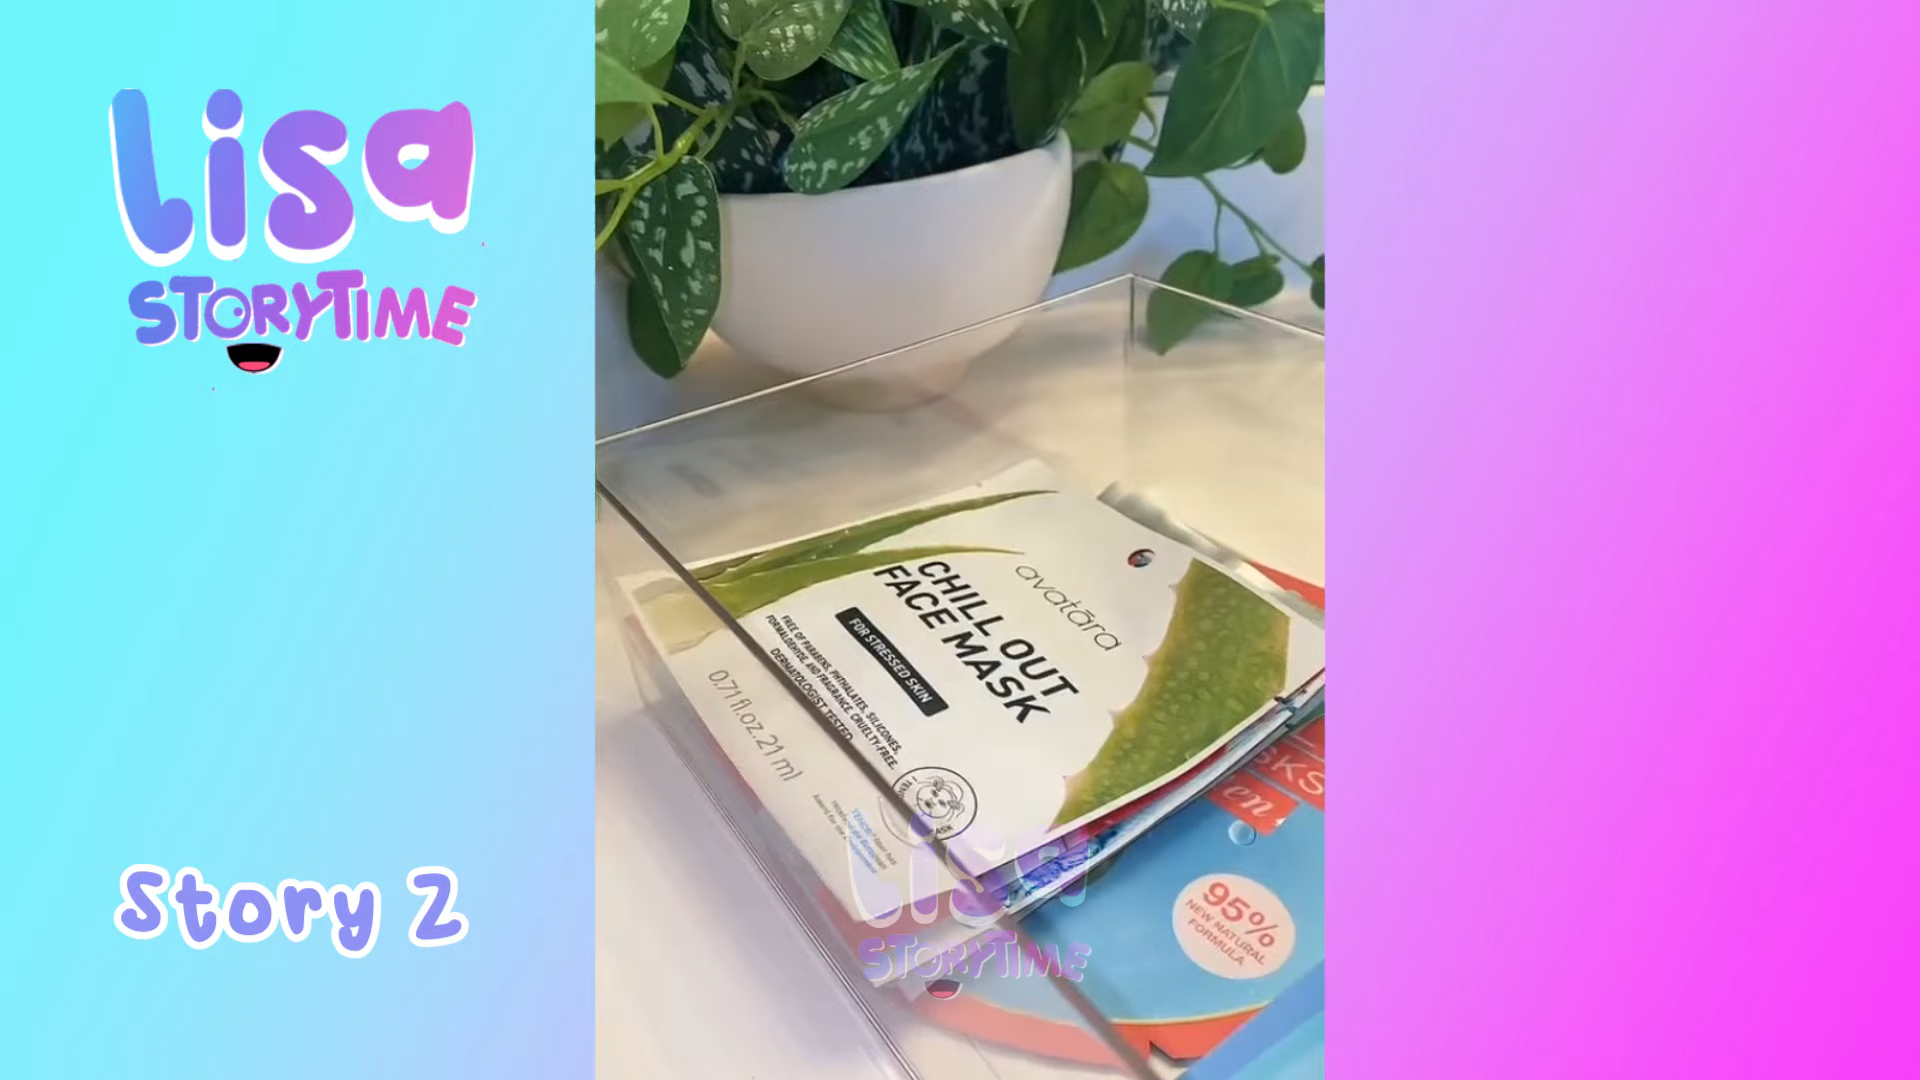 Lisa
STORYTIME
Story 2
avatāra
CHILL OUT
FACE MASK
FOR STRESSED SKIN
FREE OF PARABENS, PHTHALATES, SILICONES,
FORMALDEHYDE, AND FRAGRANCE. CRUELTY-FREE.
DERMATOLOGIST TESTED
0.71 fl.oz. 21 ml
95%
NEW NATURAL
FORMULA
Lisa
STORYTIME